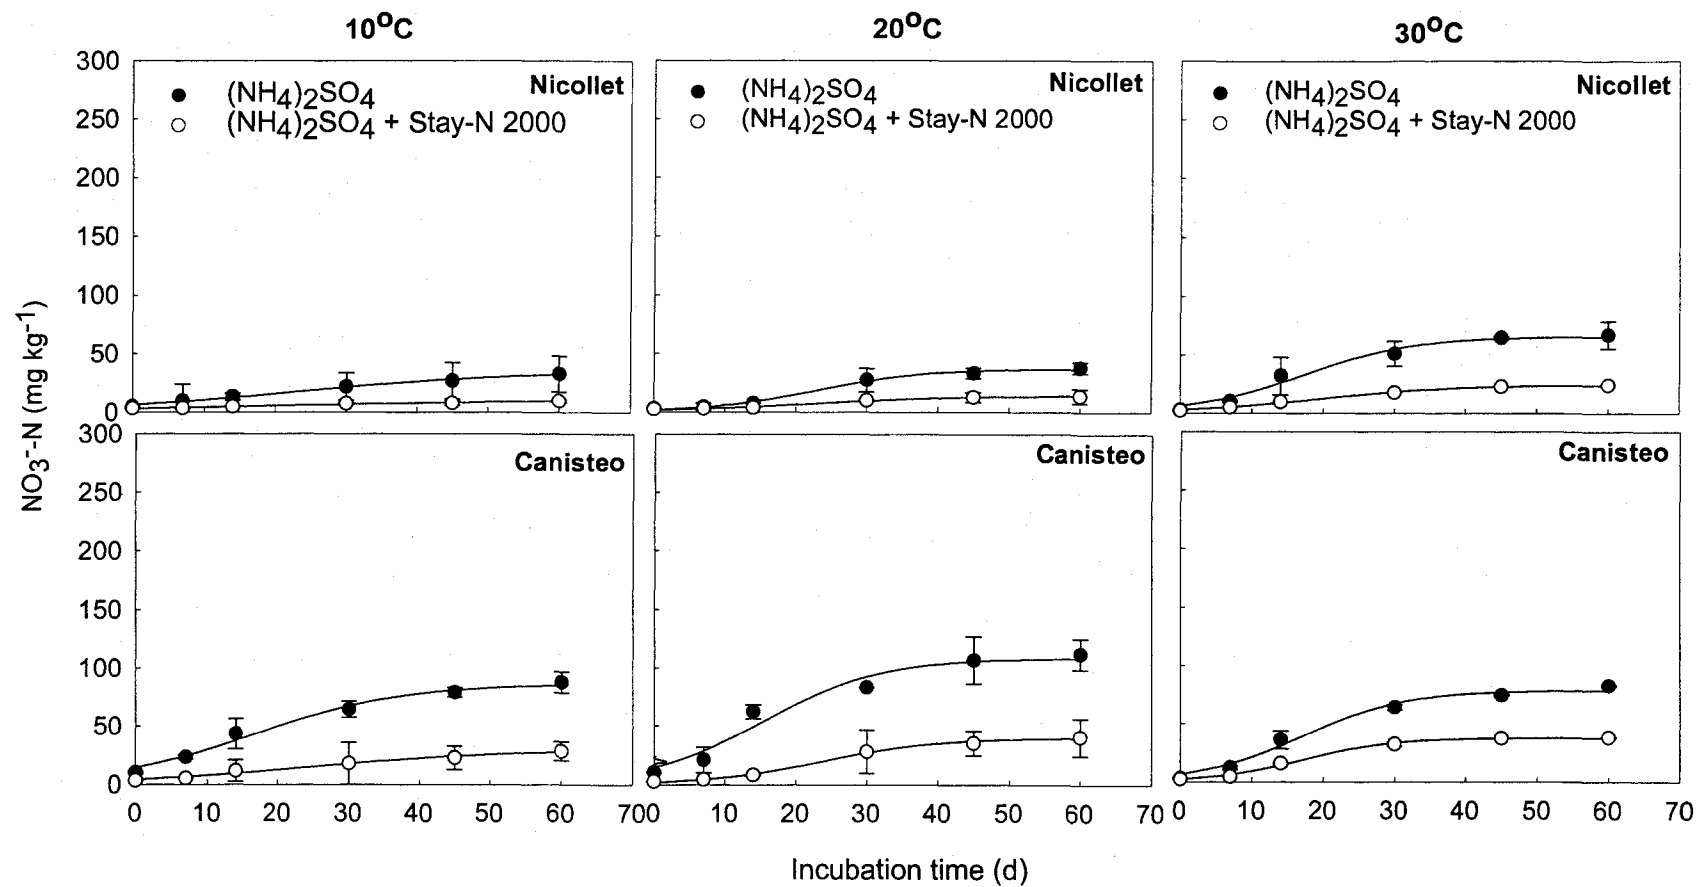 10°C 20°C 30°C
300 Nicollet Nicollet Nicollet
(NH4)2SO4 (NH4)2SO4 (NH4)2SO4
(NH4)2SO4 + Stay-N 2000 (NH4)2SO4 + Stay-N 2000 (NH4)2SO4 + Stay-N 2000
250
200
150
100
50
0
NO3^- -N (mg kg^-1)
300 Canisteo Canisteo Canisteo
250
200
150
100
50
0
0 10 20 30 40 50 60 70 0 10 20 30 40 50 60 70 0 10 20 30 40 50 60 70
Incubation time (d)